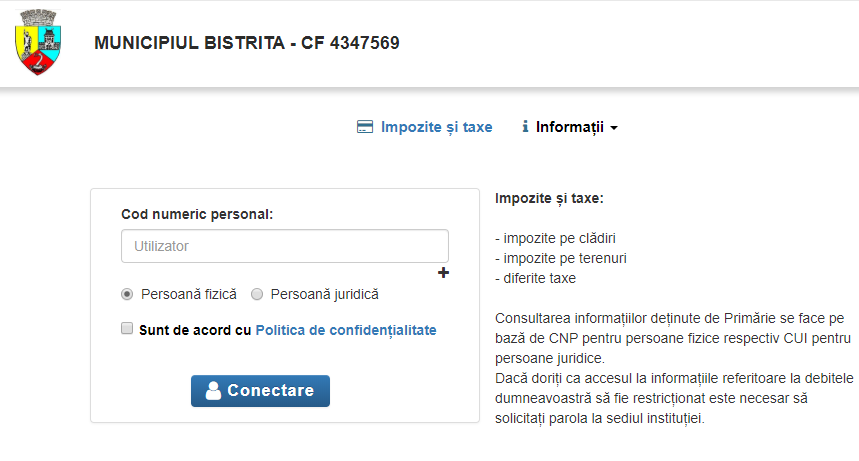 MUNICIPIUL BISTRITA - CF 4347569
Impozite și taxe
Informații
Cod numeric personal:
Utilizator
Persoană fizică
Persoană juridică
Sunt de acord cu Politica de confidențialitate
Conectare
Impozite și taxe:
- impozite pe clădiri
- impozite pe terenuri
- diferite taxe
Consultarea informațiilor deținute de Primărie se face pe
bază de CNP pentru persoane fizice respectiv CUI pentru
persoane juridice.
Dacă doriți ca accesul la informațiile referitoare la debitele
dumneavoastră să fie restricționat este necesar să
solicitați parola la sediul instituției.